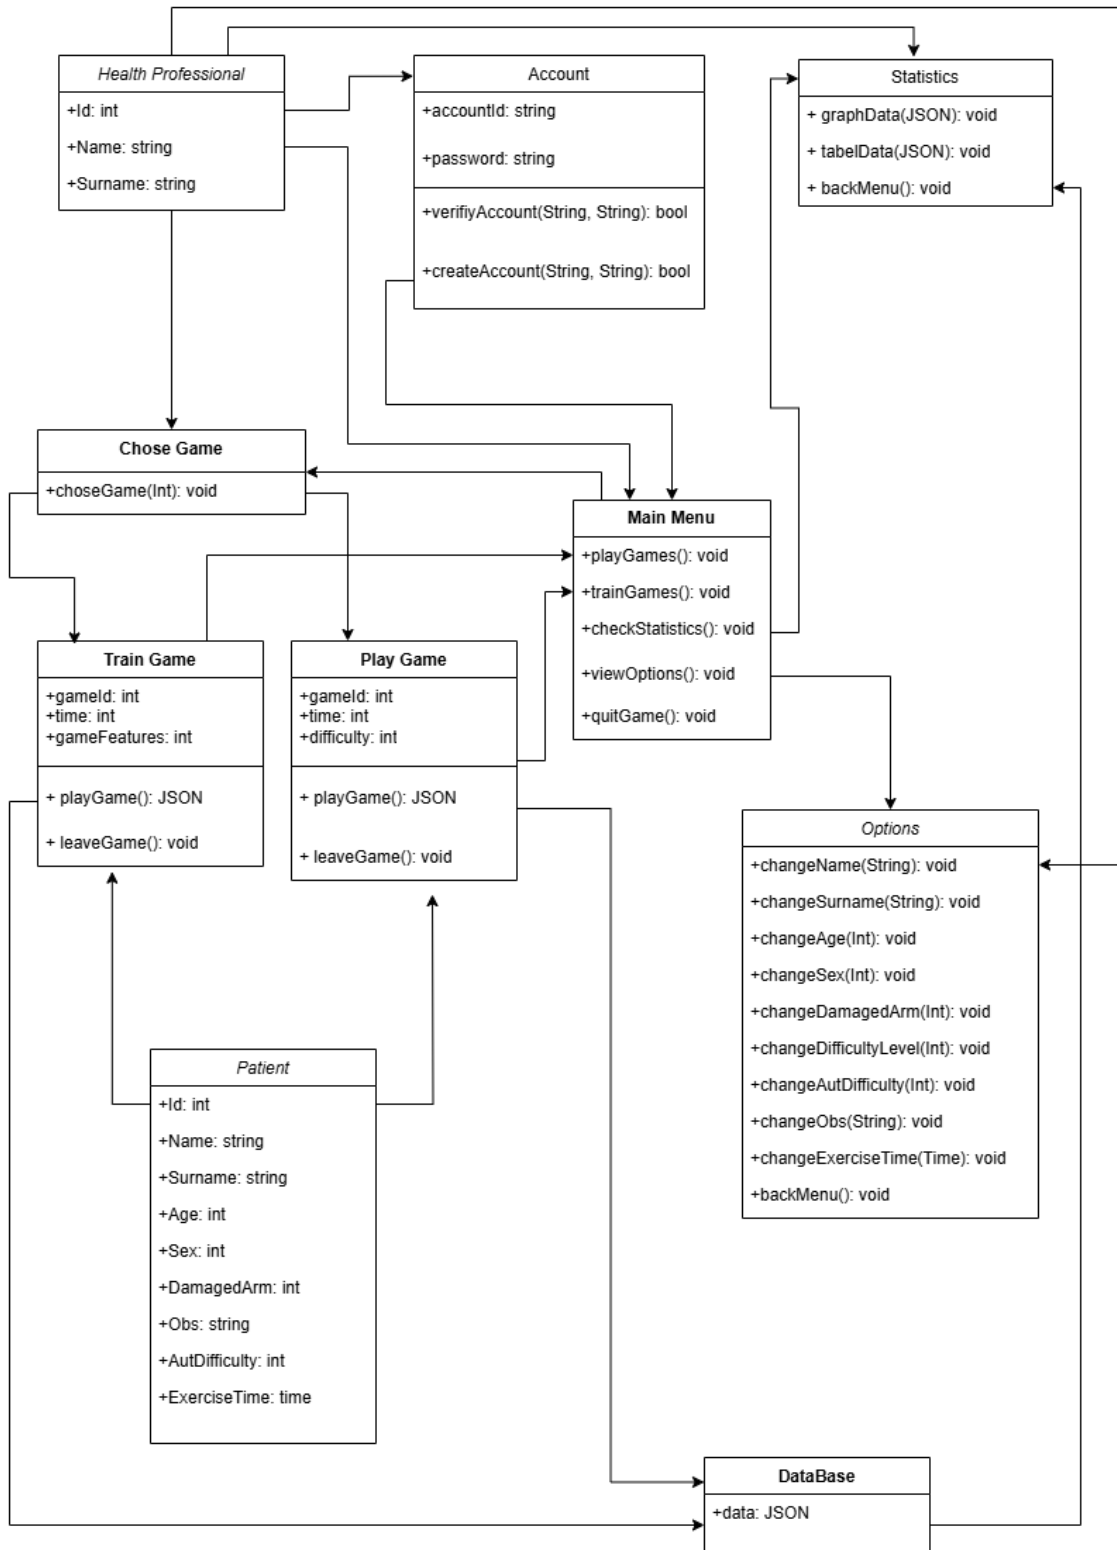 Health Professional
+Id: int
+Name: string
+Surname: string
Account
+accountId: string
+password: string
+verifiyAccount(String, String): bool
+createAccount(String, String): bool
Statistics
+ graphData(JSON): void
+ tabelData(JSON): void
+ backMenu(): void
Chose Game
+choseGame(Int): void
Main Menu
+playGames(): void
+trainGames(): void
+checkStatistics(): void
+viewOptions(): void
+quitGame(): void
Train Game
+gameId: int
+time: int
+gameFeatures: int
+ playGame(): JSON
+ leaveGame(): void
Play Game
+gameId: int
+time: int
+difficulty: int
+ playGame(): JSON
+ leaveGame(): void
Options
+changeName(String): void
+changeSurname(String): void
+changeAge(Int): void
+changeSex(Int): void
+changeDamagedArm(Int): void
+changeDifficultyLevel(Int): void
+changeAutDifficulty(Int): void
+changeObs(String): void
+changeExerciseTime(Time): void
+backMenu(): void
Patient
+Id: int
+Name: string
+Surname: string
+Age: int
+Sex: int
+DamagedArm: int
+Obs: string
+AutDifficulty: int
+ExerciseTime: time
DataBase
+data: JSON